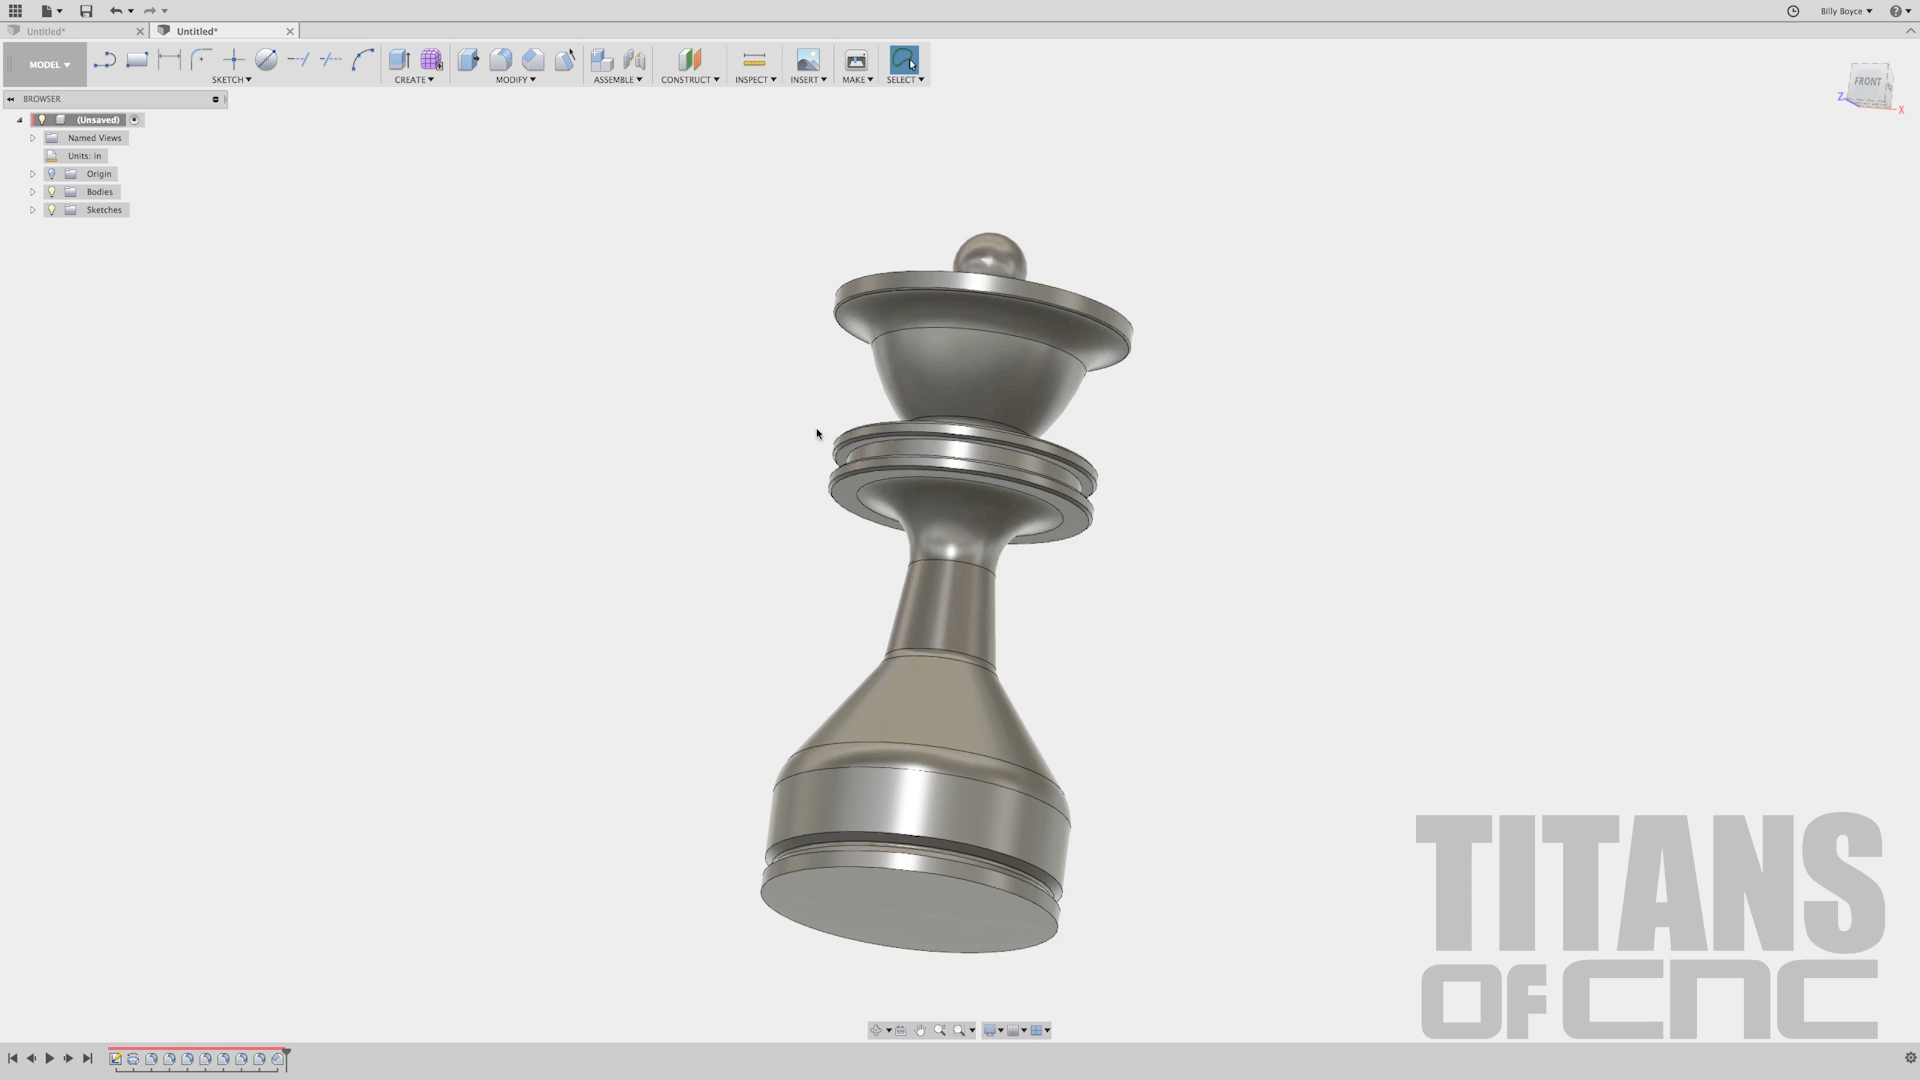 Billy Boyce
Untitled*
Untitled*
MODEL
SKETCH
CREATE
MODIFY
ASSEMBLE
CONSTRUCT
INSPECT
INSERT
MAKE
SELECT
BROWSER
(Unsaved)
Named Views
Units: in
Origin
Bodies
Sketches
FRONT
Z
X
TITANS
OF CNC